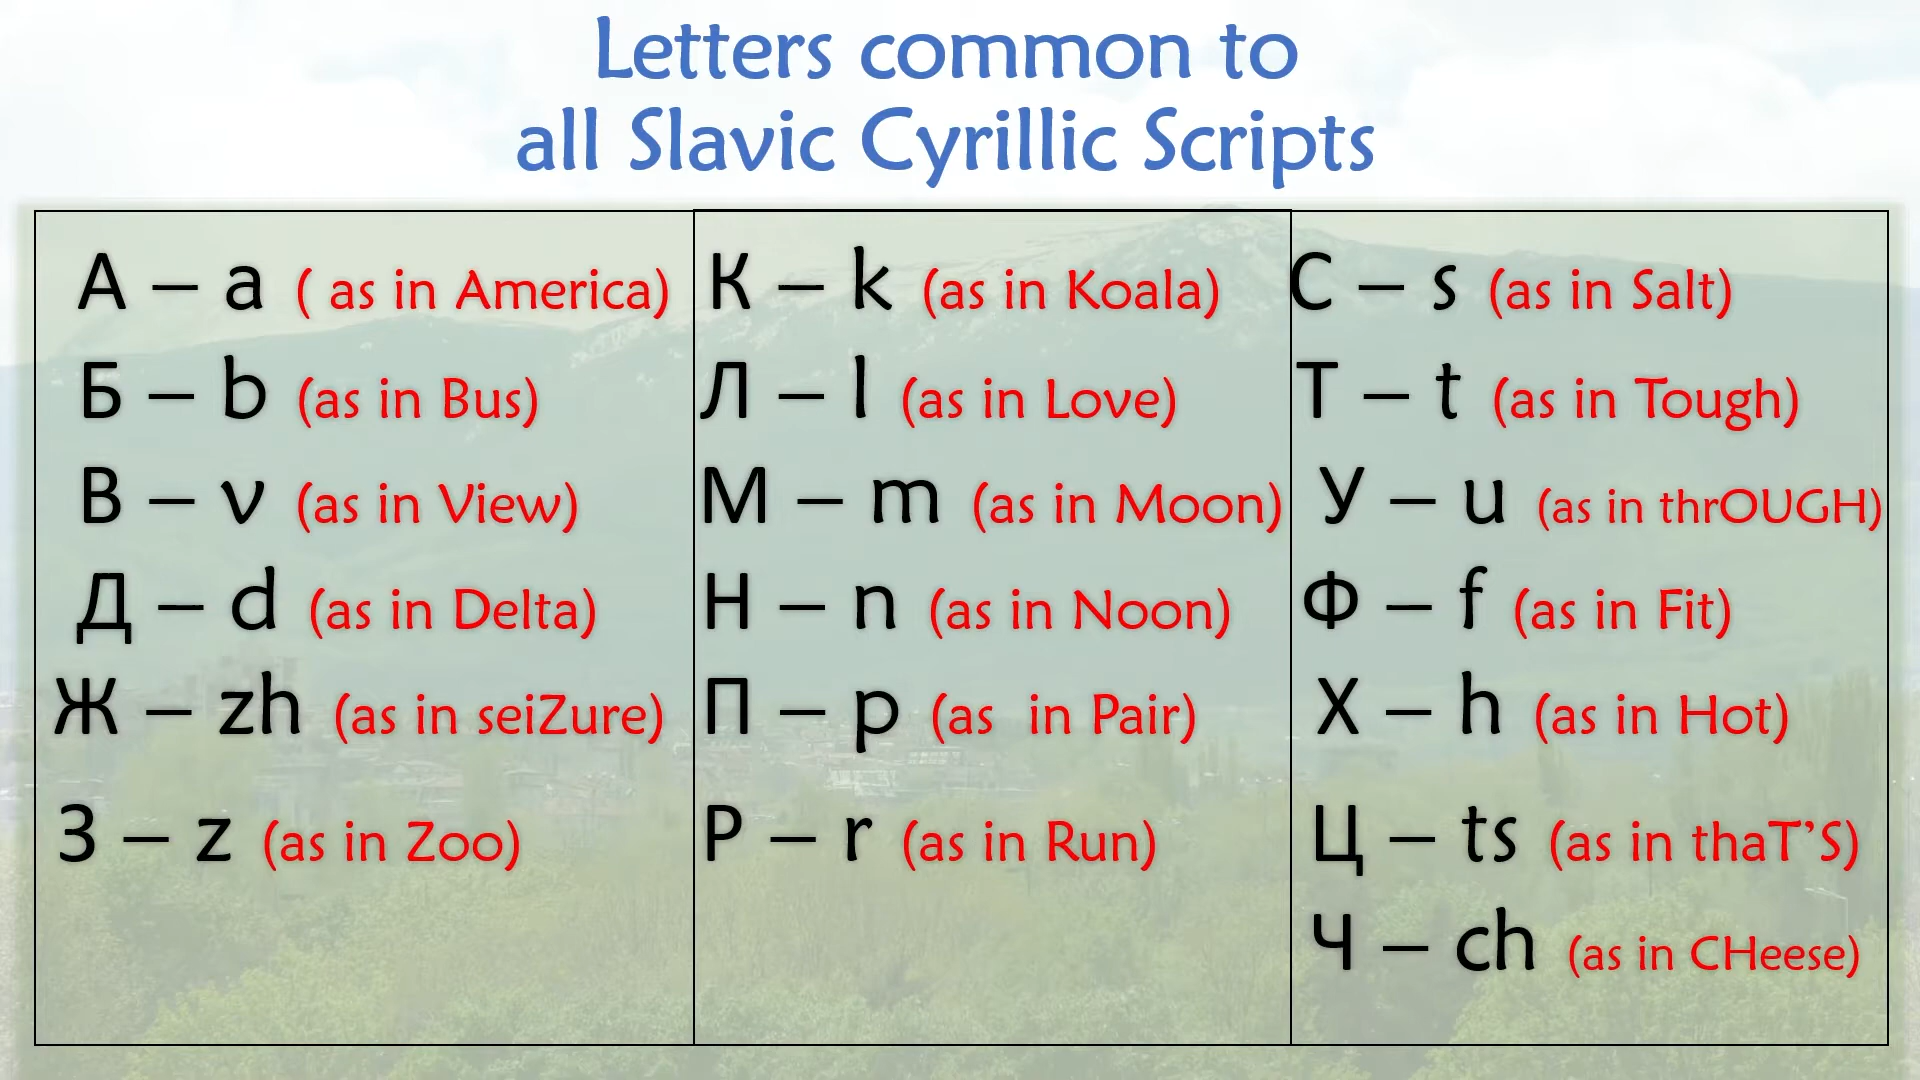 Letters common to
all Slavic Cyrillic Scripts
А – a ( as in America)
Б – b (as in Bus)
В – v (as in View)
Д – d (as in Delta)
Ж – zh (as in seiZure)
З – z (as in Zoo)
К – k (as in Koala)
Л – l (as in Love)
М – m (as in Moon)
Н – n (as in Noon)
П – p (as in Pair)
Р – r (as in Run)
С – s (as in Salt)
Т – t (as in Tough)
У – u (as in thrOUGH)
Ф – f (as in Fit)
Х – h (as in Hot)
Ц – ts (as in thaT’S)
Ч – ch (as in CHeese)